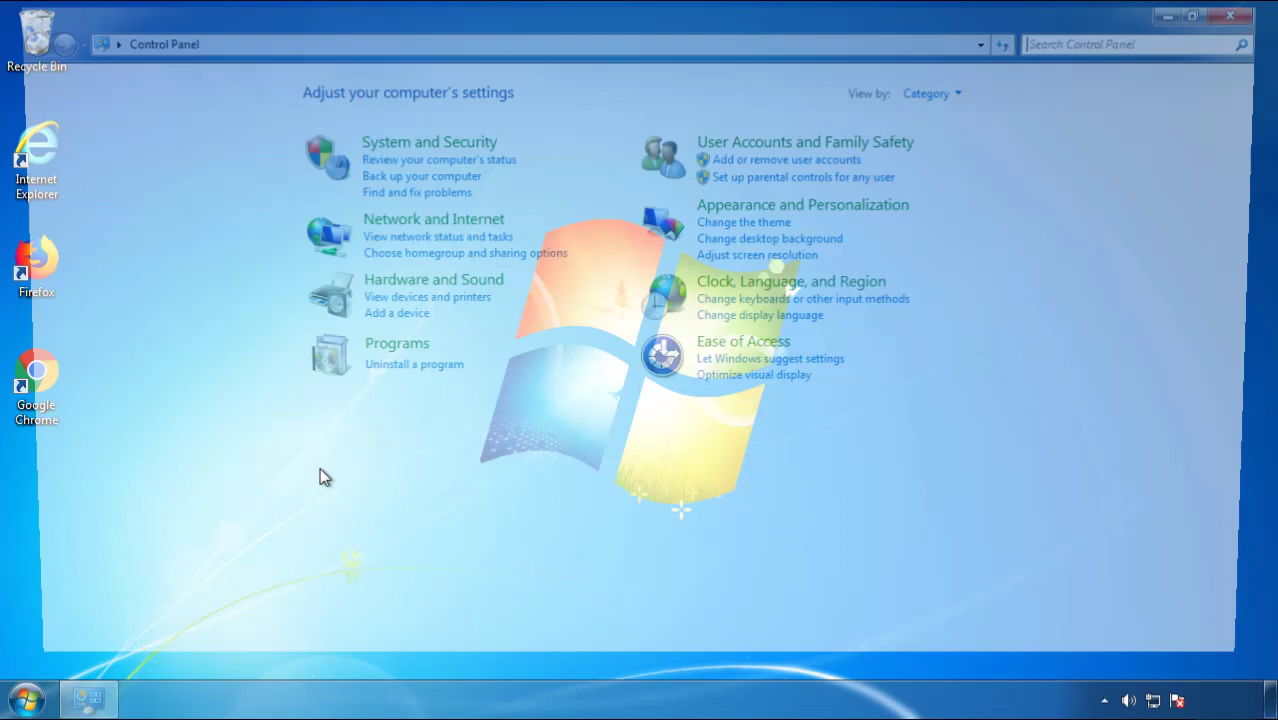 Recycle Bin
Internet
Explorer
Firefox
Google
Chrome
Control Panel
Search Control Panel
Adjust your computer's settings
View by: Category
System and Security
Review your computer's status
Back up your computer
Find and fix problems
Network and Internet
View network status and tasks
Choose homegroup and sharing options
Hardware and Sound
View devices and printers
Add a device
Programs
Uninstall a program
User Accounts and Family Safety
Add or remove user accounts
Set up parental controls for any user
Appearance and Personalization
Change the theme
Change desktop background
Adjust screen resolution
Clock, Language, and Region
Change keyboards or other input methods
Change display language
Ease of Access
Let Windows suggest settings
Optimize visual display